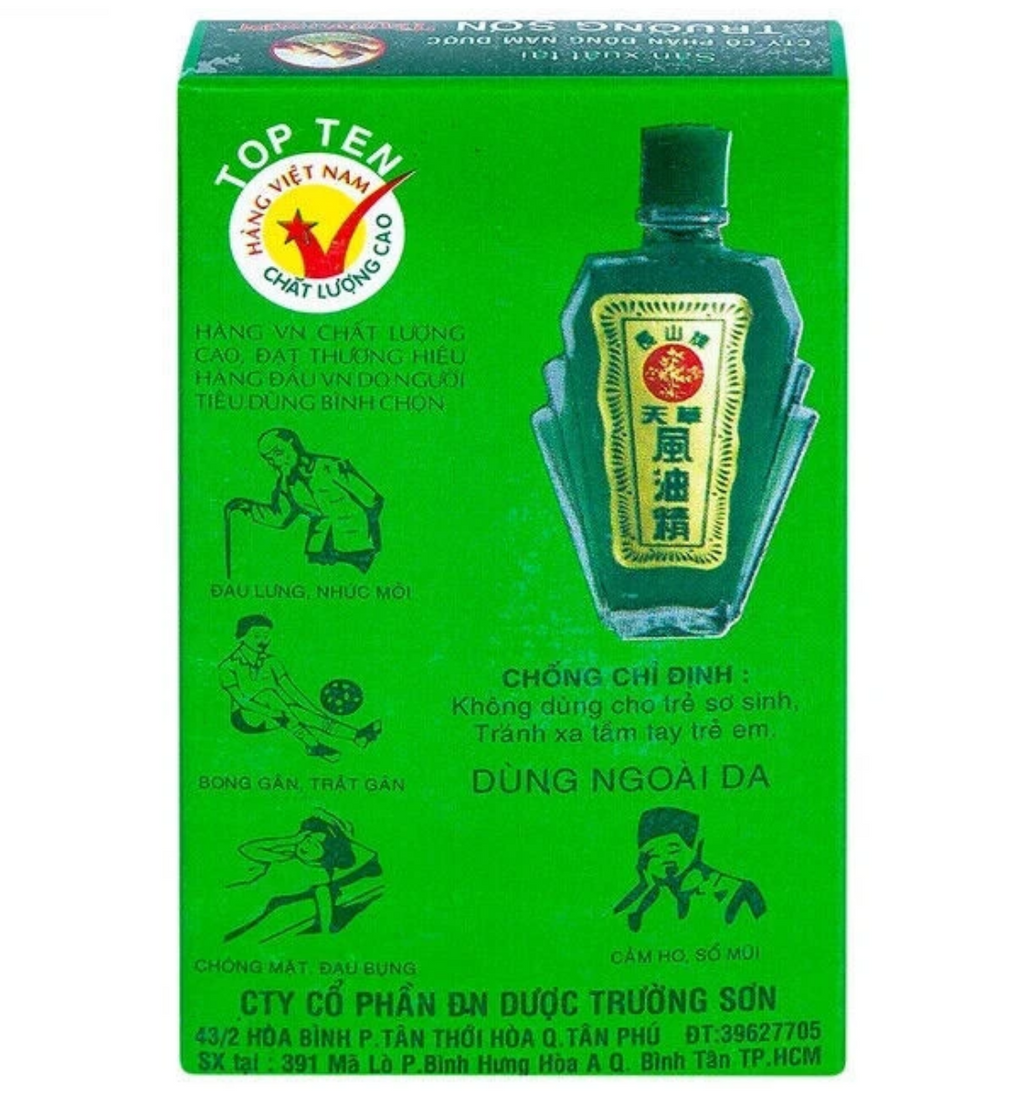 Sản xuất tại
CTY CỔ PHẦN ĐÔNG NAM DƯỢC
TRƯỜNG SƠN
TOP TEN
HÀNG VIỆT NAM
CHẤT LƯỢNG CAO
HÀNG VN CHẤT LƯỢNG
CAO, ĐẠT THƯƠNG HIỆU
HÀNG ĐẦU VN DO NGƯỜI
TIÊU DÙNG BÌNH CHỌN
山牌
天華
風油精
ĐAU LƯNG, NHỨC MỎI
BONG GÂN, TRẬT GÂN
CHỐNG CHỈ ĐỊNH :
Không dùng cho trẻ sơ sinh,
Tránh xa tầm tay trẻ em.
DÙNG NGOÀI DA
CHÓNG MẶT, ĐAU BỤNG
CẢM HO, SỔ MŨI
CTY CỔ PHẦN ĐN DƯỢC TRƯỜNG SƠN
43/2 HÒA BÌNH P.TÂN THỚI HÒA Q.TÂN PHÚ ĐT:39627705
SX tại : 391 Mã Lò P.Bình Hưng Hòa A Q. Bình Tân TP.HCM